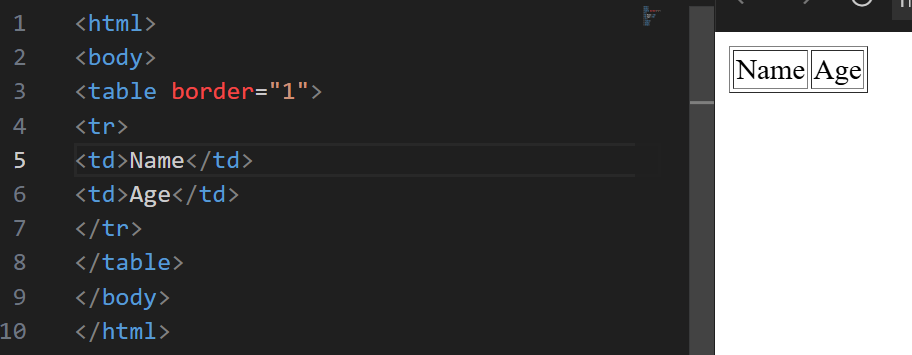 1 <html>
2 <body>
3 <table border="1">
4 <tr>
5 <td>Name</td>
6 <td>Age</td>
7 </tr>
8 </table>
9 </body>
10 </html>
Name Age